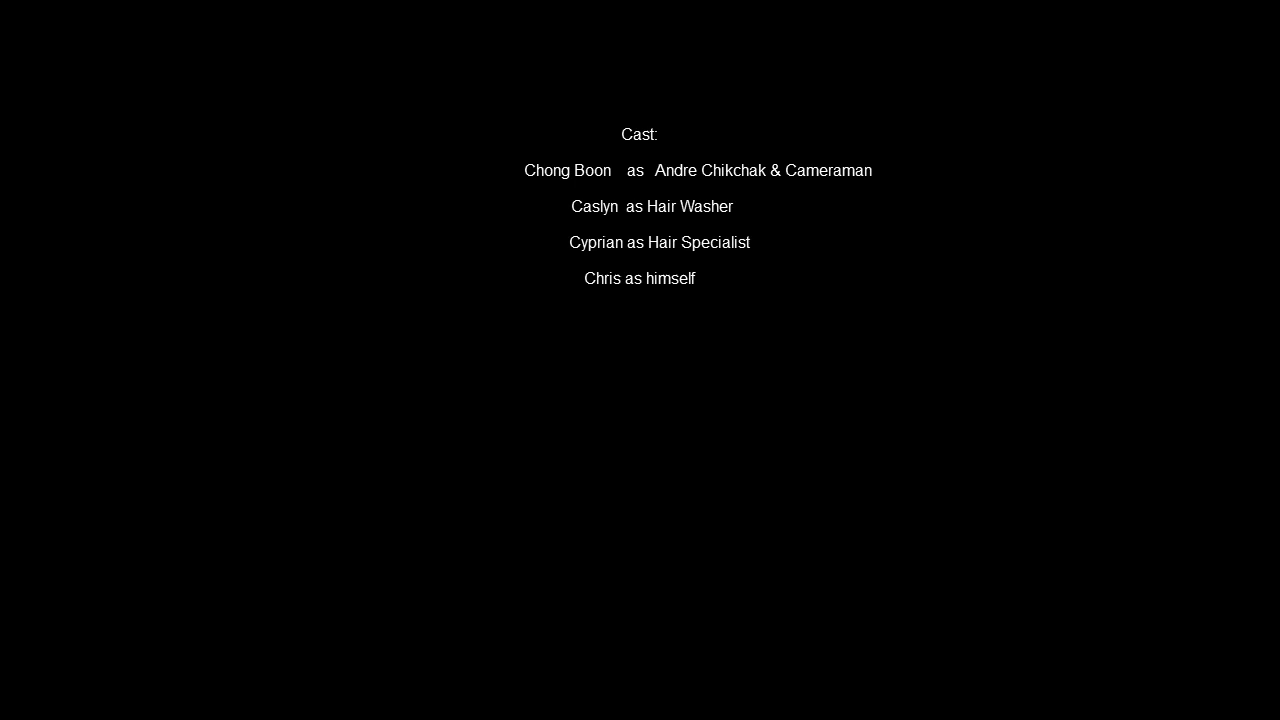 Cast:
Chong Boon as Andre Chikchak & Cameraman
Caslyn as Hair Washer
Cyprian as Hair Specialist
Chris as himself